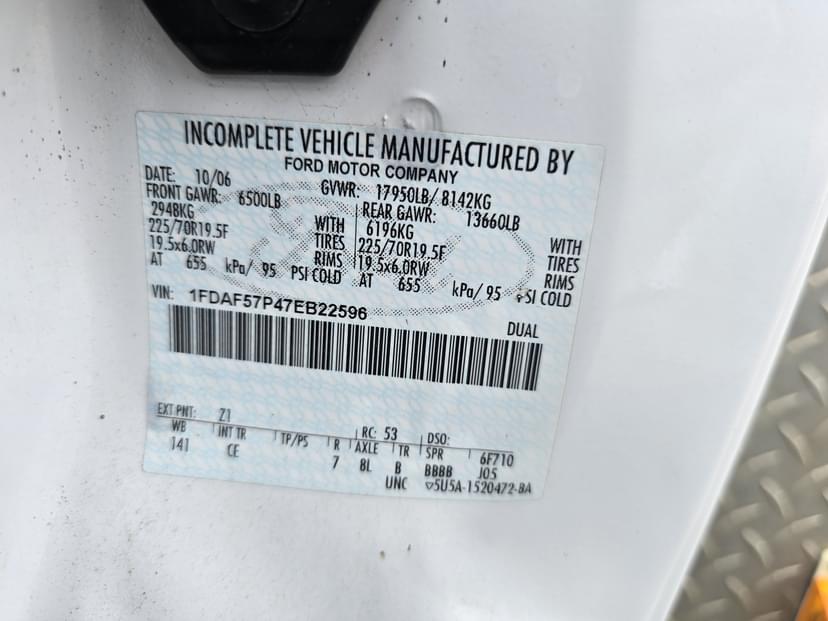 INCOMPLETE VEHICLE MANUFACTURED BY
FORD MOTOR COMPANY
DATE: 10/06 GVWR: 17950LB/ 8142KG
FRONT GAWR: 6500LB REAR GAWR: 13660LB
2948KG WITH 6196KG WITH
225/70R19.5F TIRES 225/70R19.5F TIRES
19.5x6.0RW RIMS 19.5x6.0RW RIMS
AT 655 kPa/ 95 PSI COLD AT 655 kPa/ 95 PSI COLD
VIN: 1FDAF57P47EB22596
DUAL
EXT PNT: Z1 RC: 53 DSO:
WB INT TR TP/PS R AXLE TR SPR 6F710
141 CE 7 8L B BBBB J05
UNC ▽5U5A-1520472-BA